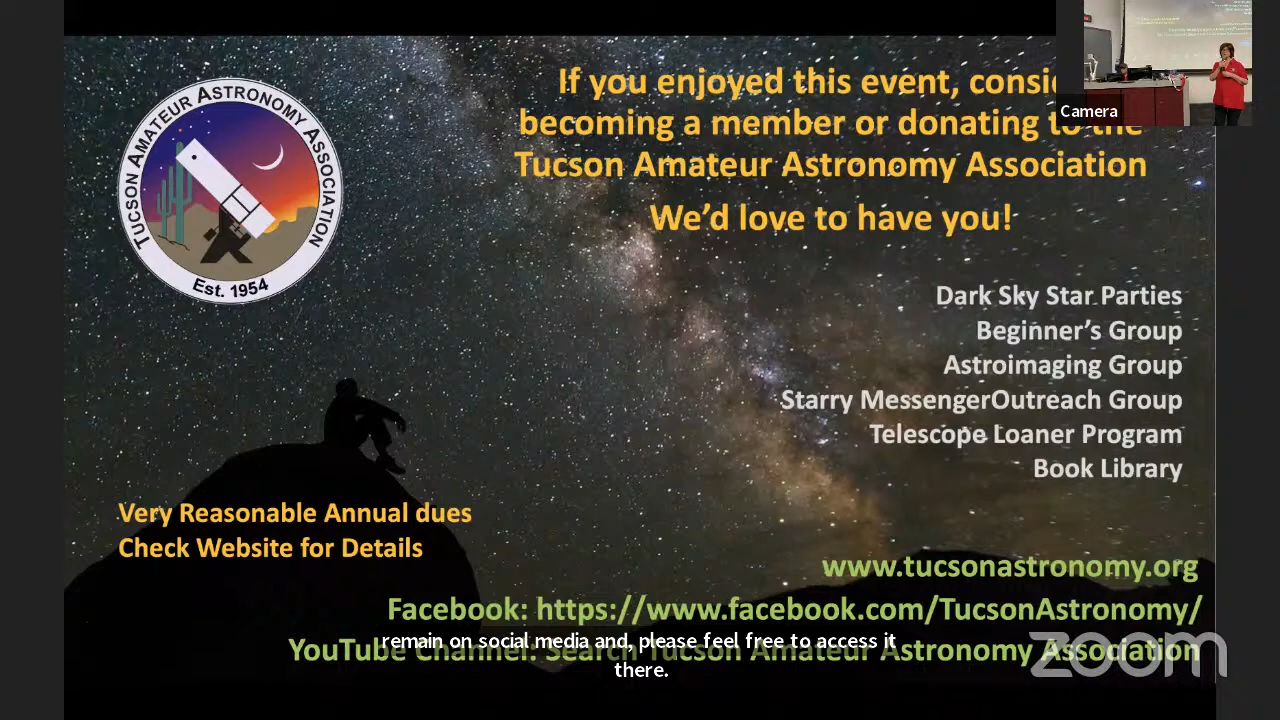 TUCSON AMATEUR ASTRONOMY ASSOCIATION
Est. 1954
If you enjoyed this event,
becoming a member or donating to the
Tucson Amateur Astronomy Association
We'd love to have you!
Camera
Dark Sky Star Parties
Beginner's Group
Astroimaging Group
Starry MessengerOutreach Group
Telescope Loaner Program
Book Library
Very Reasonable Annual dues
Check Website for Details
www.tucsonastronomy.org
Facebook: https://www.facebook.com/TucsonAstronomy/
YouTube Channel: Search Tucson Amateur Astronomy Association
remain on social media and, please feel free to access it
there.
zoom